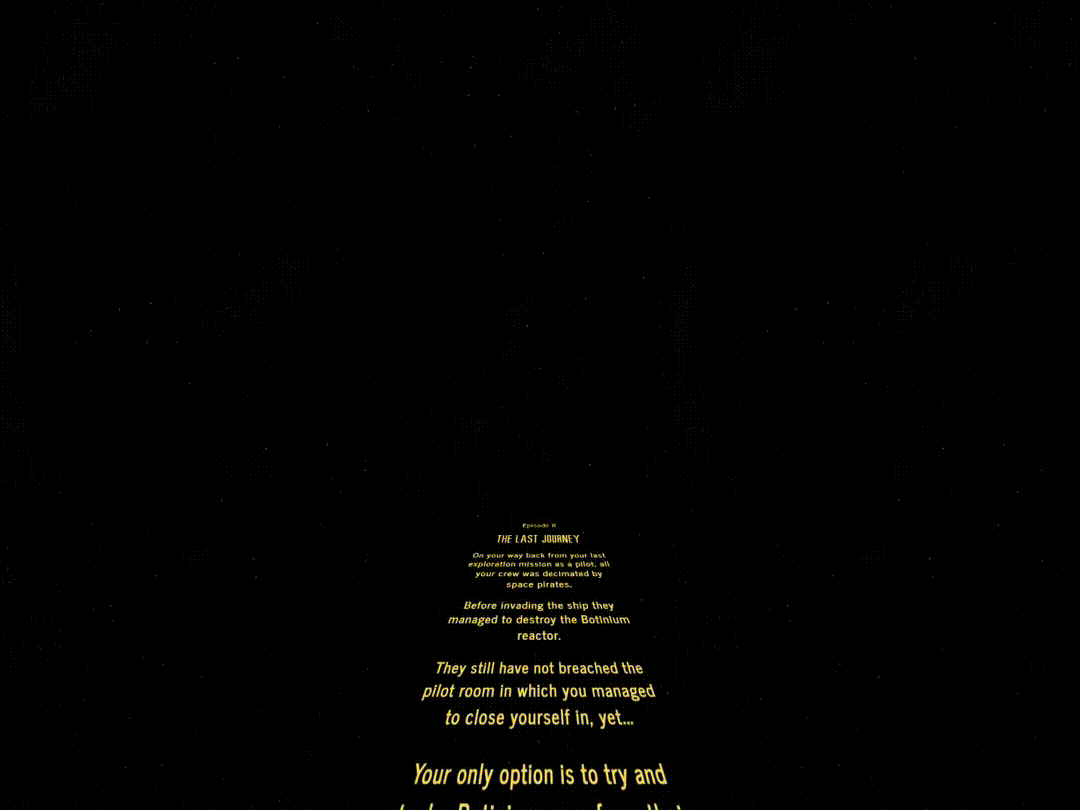 Episode II
THE LAST JOURNEY
On your way back from your last
exploration mission as a pilot, all
your crew was decimated by
space pirates.
Before invading the ship they
managed to destroy the Botinium
reactor.
They still have not breached the
pilot room in which you managed
to close yourself in, yet...
Your only option is to try and